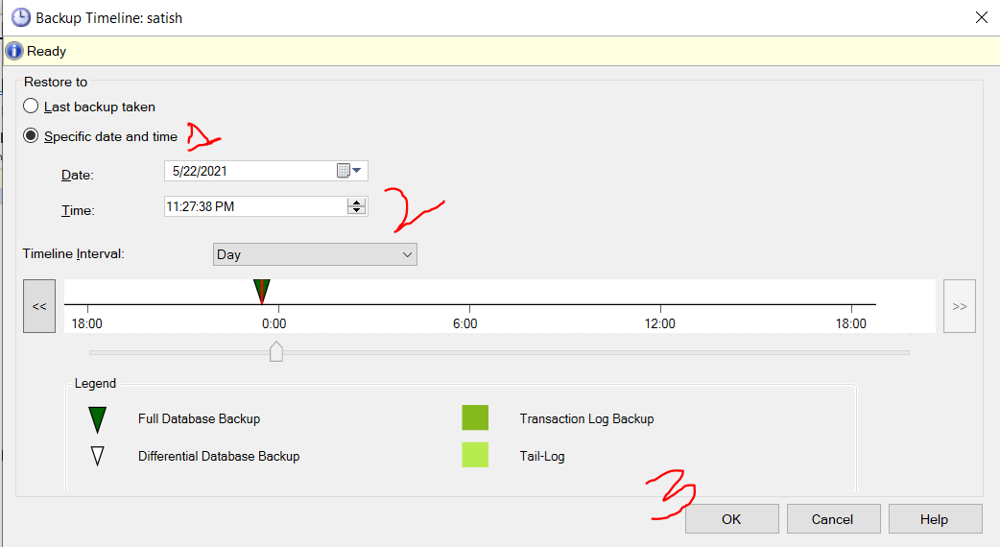 Backup Timeline: satish
Ready
Restore to
Last backup taken
Specific date and time 1
Date: 5/22/2021
Time: 11:27:38 PM 2
Timeline Interval: Day
<< >>
18:00 0:00 6:00 12:00 18:00
Legend
Full Database Backup Transaction Log Backup
Differential Database Backup Tail-Log
3
OK Cancel Help